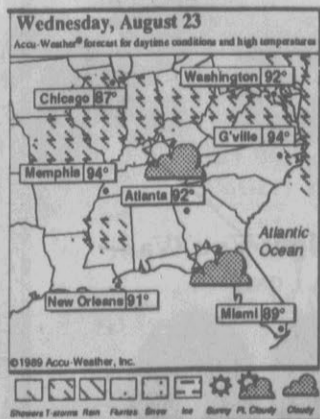 Wednesday, August 23
Accu-Weather® forecast for daytime conditions and high temperatures
Washington 92°
Chicago 87°
G'ville 94°
Memphis 94°
Atlanta 92°
Atlantic
Ocean
New Orleans 91°
Miami 89°
©1989 Accu-Weather, Inc.
Showers T-storms Rain Flurries Snow Ice Sunny Pt. Cloudy Cloudy